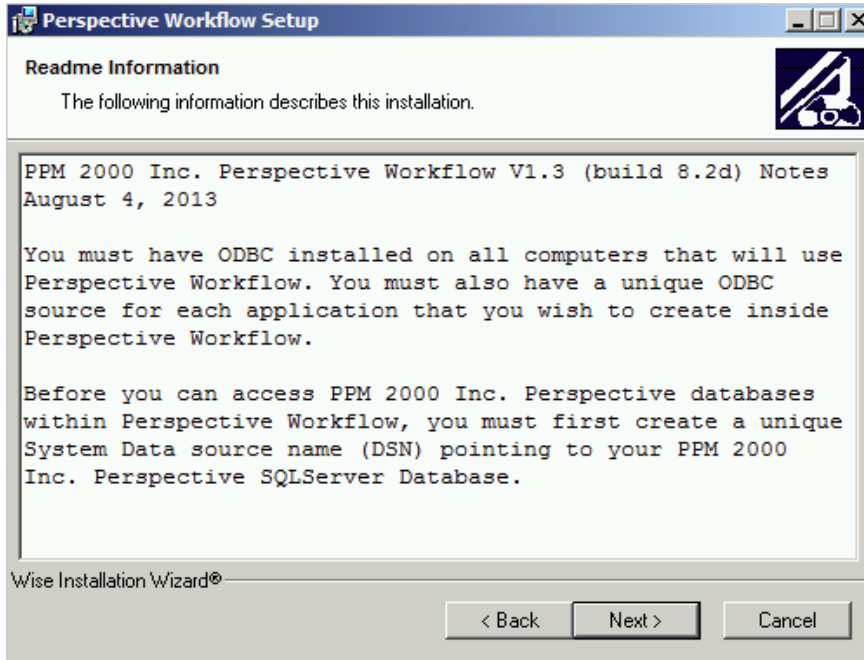 Perspective Workflow Setup
Readme Information
The following information describes this installation.
PPM 2000 Inc. Perspective Workflow V1.3 (build 8.2d) Notes
August 4, 2013
You must have ODBC installed on all computers that will use
Perspective Workflow. You must also have a unique ODBC
source for each application that you wish to create inside
Perspective Workflow.
Before you can access PPM 2000 Inc. Perspective databases
within Perspective Workflow, you must first create a unique
System Data source name (DSN) pointing to your PPM 2000
Inc. Perspective SQLServer Database.
Wise Installation Wizard®
< Back Next > Cancel